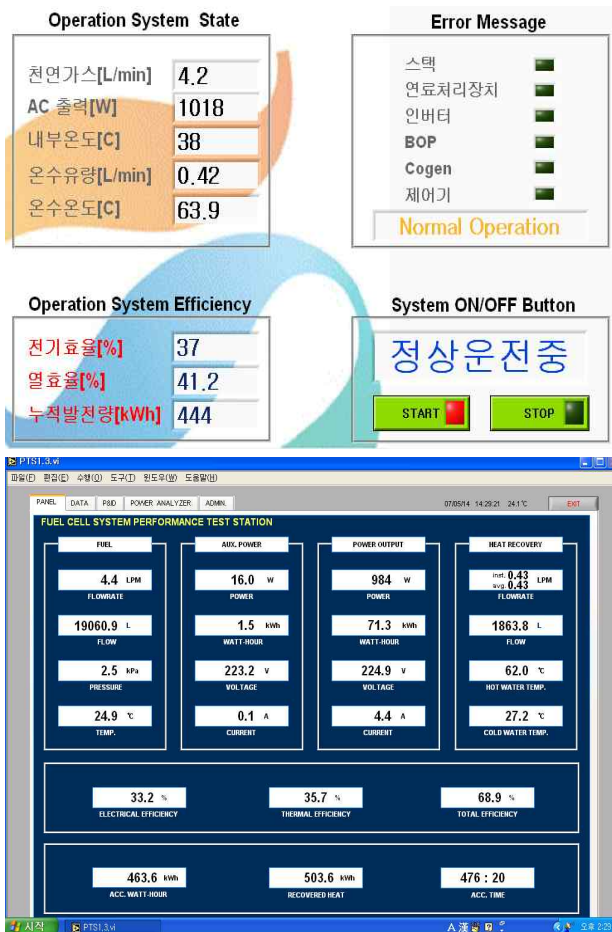 Operation System State
천연가스[L/min] 4.2
AC 출력[W] 1018
내부온도[C] 38
온수유량[L/min] 0.42
온수온도[C] 63.9
Error Message
스택
연료처리장치
인버터
BOP
Cogen
제어기
Normal Operation
Operation System Efficiency
전기효율[%] 37
열효율[%] 41.2
누적발전량[kWh] 444
System ON/OFF Button
정상운전중
START STOP
PTS1.3.vi
파일(F) 편집(E) 수행(O) 도구(T) 윈도우(W) 도움말(H)
PANEL DATA P&ID POWER ANALYZER ADMIN. 07/05/14 14:29:21 24.1℃ EXIT
FUEL CELL SYSTEM PERFORMANCE TEST STATION
FUEL AUX. POWER POWER OUTPUT HEAT RECOVERY
4.4 LPM 16.0 W 984 W inst. 0.43 avg. 0.43 LPM
FLOWRATE POWER POWER FLOWRATE
19060.9 L 1.5 kWh 71.3 kWh 1863.8 L
FLOW WATT-HOUR WATT-HOUR FLOW
2.5 kPa 223.2 V 224.9 V 62.0 ℃
PRESSURE VOLTAGE VOLTAGE HOT WATER TEMP.
24.9 ℃ 0.1 A 4.4 A 27.2 ℃
TEMP. CURRENT CURRENT COLD WATER TEMP.
33.2 % 35.7 % 68.9 %
ELECTRICAL EFFICIENCY THERMAL EFFICIENCY TOTAL EFFICIENCY
463.6 kWh 503.6 kWh 476 : 20
ACC. WATT-HOUR RECOVERED HEAT ACC. TIME
시작 PTS1.3.vi A 漢 오후 2:29